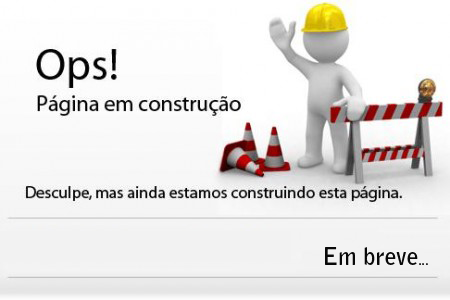 Ops!
Página em construção
Desculpe, mas ainda estamos construindo esta página.
Em breve...